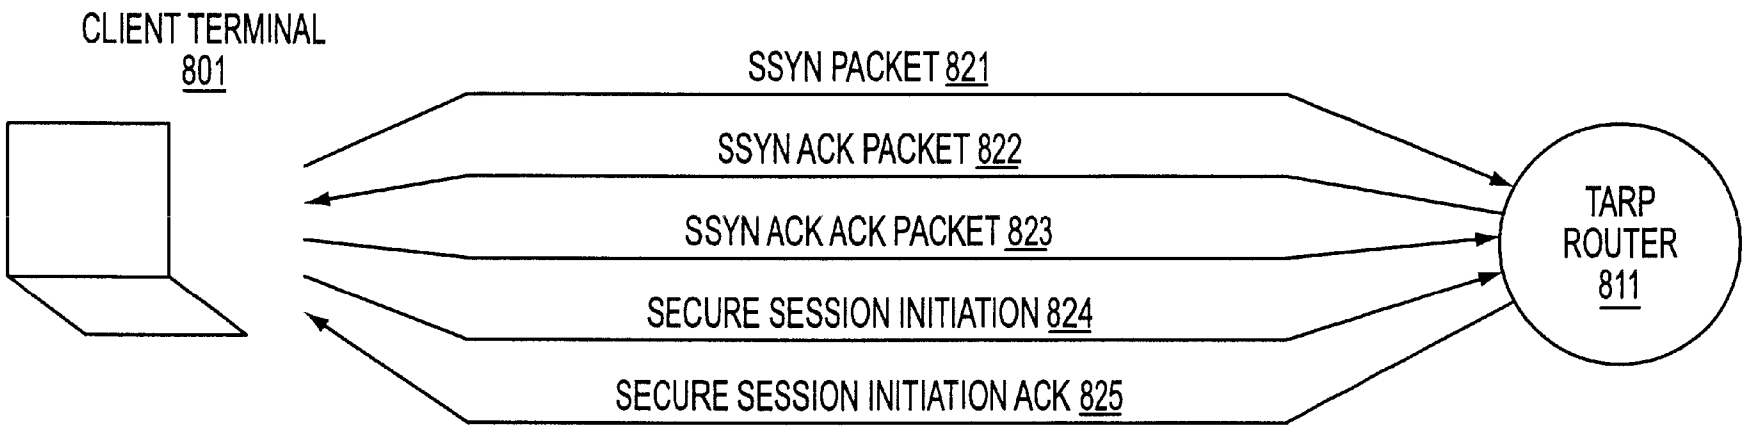 CLIENT TERMINAL
801
SSYN PACKET 821
SSYN ACK PACKET 822
SSYN ACK ACK PACKET 823
SECURE SESSION INITIATION 824
SECURE SESSION INITIATION ACK 825
TARP
ROUTER
811